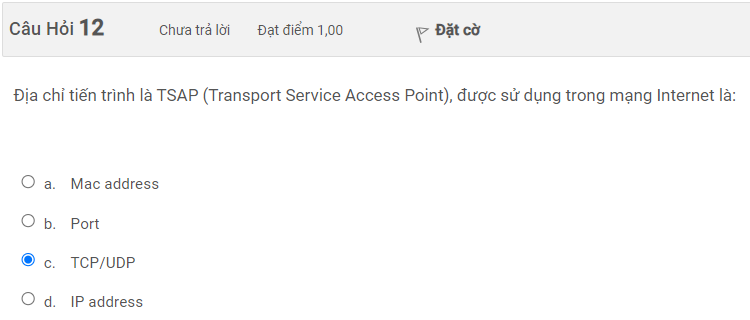 Câu Hỏi 12 Chưa trả lời Đạt điểm 1,00 Đặt cờ
Địa chỉ tiến trình là TSAP (Transport Service Access Point), được sử dụng trong mạng Internet là:
a. Mac address
b. Port
c. TCP/UDP
d. IP address